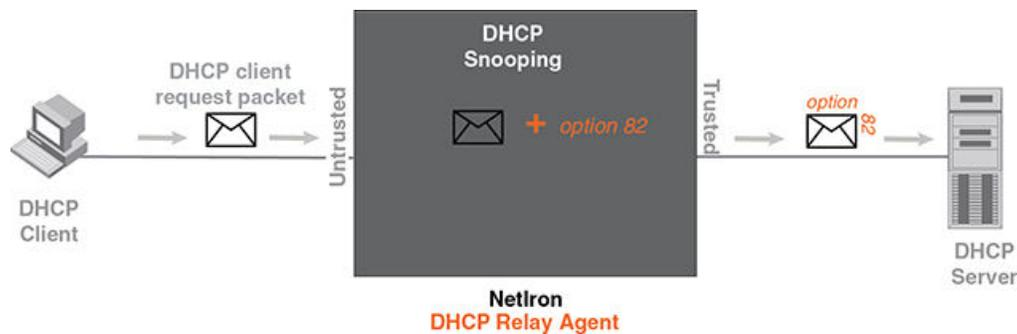 DHCP
Snooping
DHCP client
request packet
Untrusted
+ option 82
Trusted
option
82
DHCP
Client
DHCP
Server
NetIron
DHCP Relay Agent